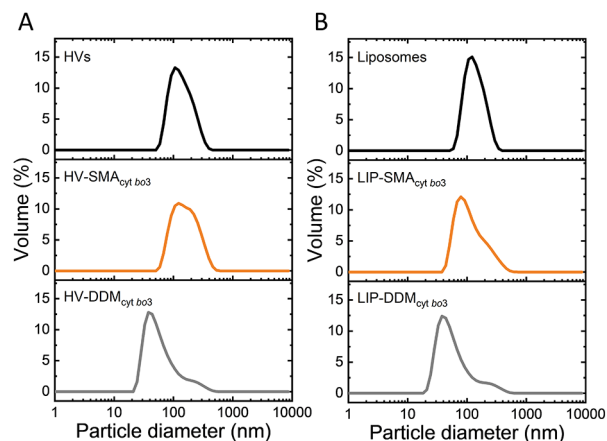 A
HVs
15
10
5
0
HV-SMAcyt bo3
15
10
5
0
HV-DDMcyt bo3
15
10
5
0
Volume (%)
1 10 100 1000 10000
Particle diameter (nm)
B
Liposomes
15
10
5
0
LIP-SMAcyt bo3
15
10
5
0
LIP-DDMcyt bo3
15
10
5
0
Volume (%)
1 10 100 1000 10000
Particle diameter (nm)